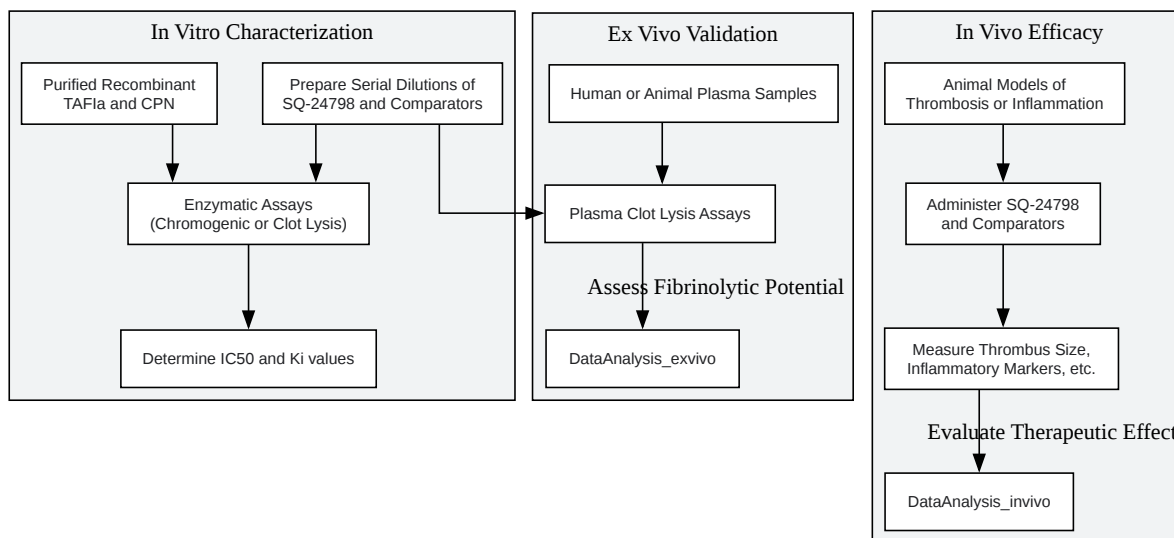 In Vitro Characterization
Purified Recombinant
TAFIa and CPN
Prepare Serial Dilutions of
SQ-24798 and Comparators
Enzymatic Assays
(Chromogenic or Clot Lysis)
Determine IC50 and Ki values
Ex Vivo Validation
Human or Animal Plasma Samples
Plasma Clot Lysis Assays
Assess Fibrinolytic Potential
DataAnalysis_exvivo
In Vivo Efficacy
Animal Models of
Thrombosis or Inflammation
Administer SQ-24798
and Comparators
Measure Thrombus Size,
Inflammatory Markers, etc.
Evaluate Therapeutic Effect
DataAnalysis_invivo